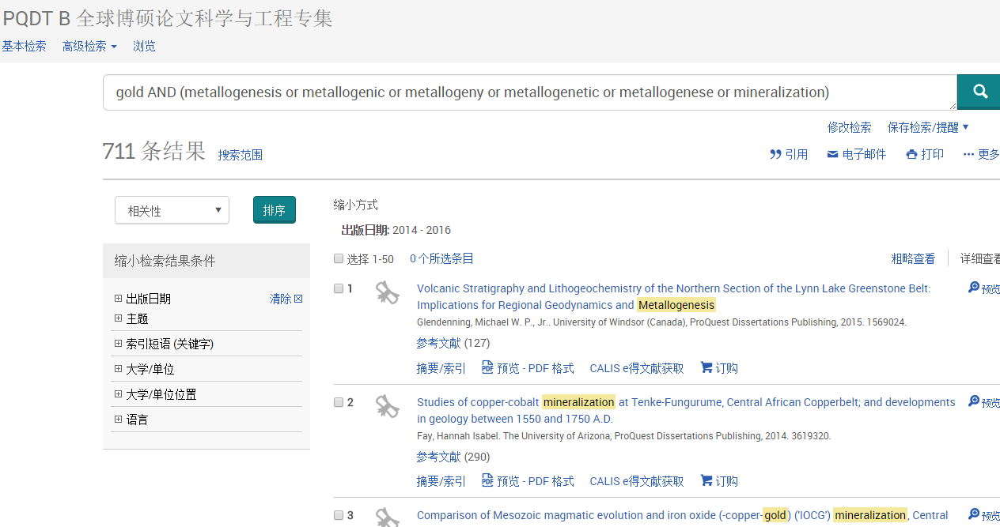 PQDT B 全球博硕论文科学与工程专集
基本检索 高级检索 浏览
gold AND (metallogenesis or metallogenic or metallogeny or metallogenetic or metallogenese or mineralization)
修改检索 保存检索/提醒
711 条结果 搜索范围
引用 电子邮件 打印 更多
相关性 排序
缩小检索结果条件
出版日期 清除
主题
索引短语 (关键字)
大学/单位
大学/单位位置
语言
缩小方式
出版日期: 2014 - 2016
选择 1-50 0 个所选条目 粗略查看 详细查看
1 Volcanic Stratigraphy and Lithogeochemistry of the Northern Section of the Lynn Lake Greenstone Belt: 预览
Implications for Regional Geodynamics and Metallogenesis
Glendenning, Michael W. P., Jr.. University of Windsor (Canada), ProQuest Dissertations Publishing, 2015. 1569024.
参考文献 (127)
摘要/索引 预览 - PDF 格式 CALIS e得文献获取 订购
2 Studies of copper-cobalt mineralization at Tenke-Fungurume, Central African Copperbelt; and developments 预览
in geology between 1550 and 1750 A.D.
Fay, Hannah Isabel. The University of Arizona, ProQuest Dissertations Publishing, 2014. 3619320.
参考文献 (290)
摘要/索引 预览 - PDF 格式 CALIS e得文献获取 订购
3 Comparison of Mesozoic magmatic evolution and iron oxide (-copper-gold) ('IOCG') mineralization, Central 预览